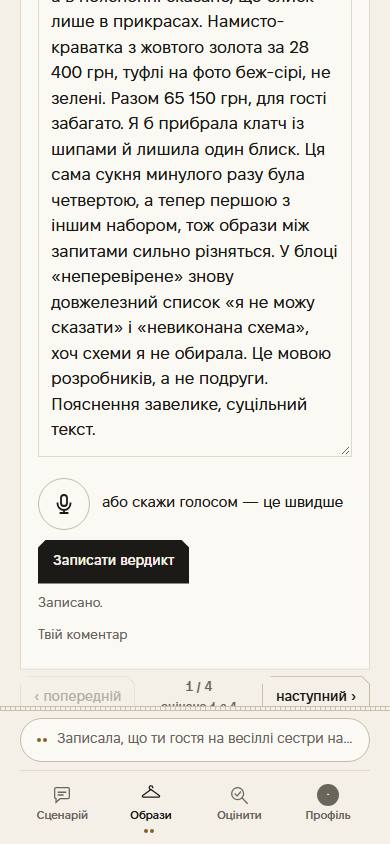 лише в прикрасах. Намисто-
краватка з жовтого золота за 28
400 грн, туфлі на фото беж-сірі, не
зелені. Разом 65 150 грн, для гості
забагато. Я б прибрала клатч із
шипами й лишила один блиск. Ця
сама сукня минулого разу була
четвертою, а тепер першою з
іншим набором, тож образи між
запитами сильно різняться. У блоці
«неперевірене» знову
довжелезний список «я не можу
сказати» і «невиконана схема»,
хоч схеми я не обирала. Це мовою
розробників, а не подруги.
Пояснення завелике, суцільний
текст.
або скажи голосом — це швидше
Записати вердикт
Записано.
Твій коментар
‹ попередній
1 / 4
наступний ›
Записала, що ти гостя на весіллі сестри на...
Сценарій
Образи
Оцінити
Профіль